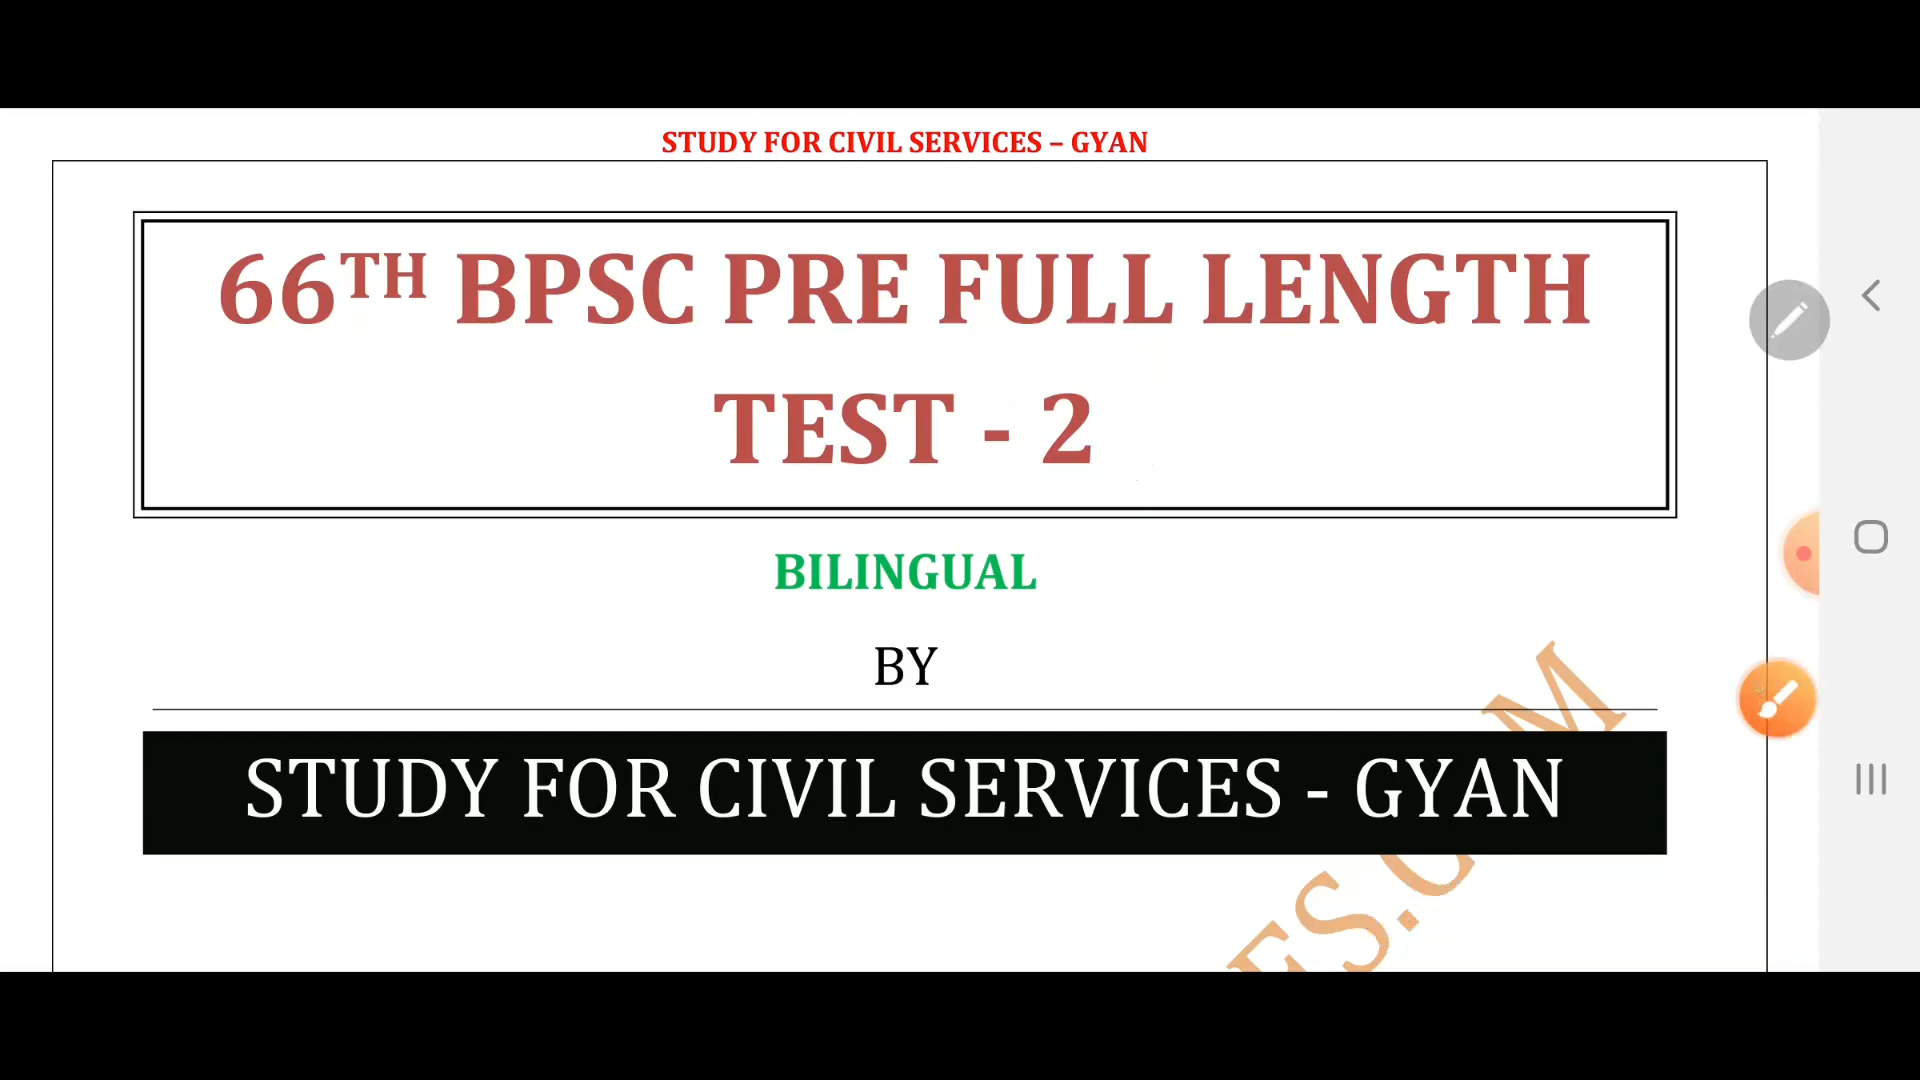 STUDY FOR CIVIL SERVICES – GYAN
66TH BPSC PRE FULL LENGTH
TEST - 2
BILINGUAL
BY
STUDY FOR CIVIL SERVICES - GYAN